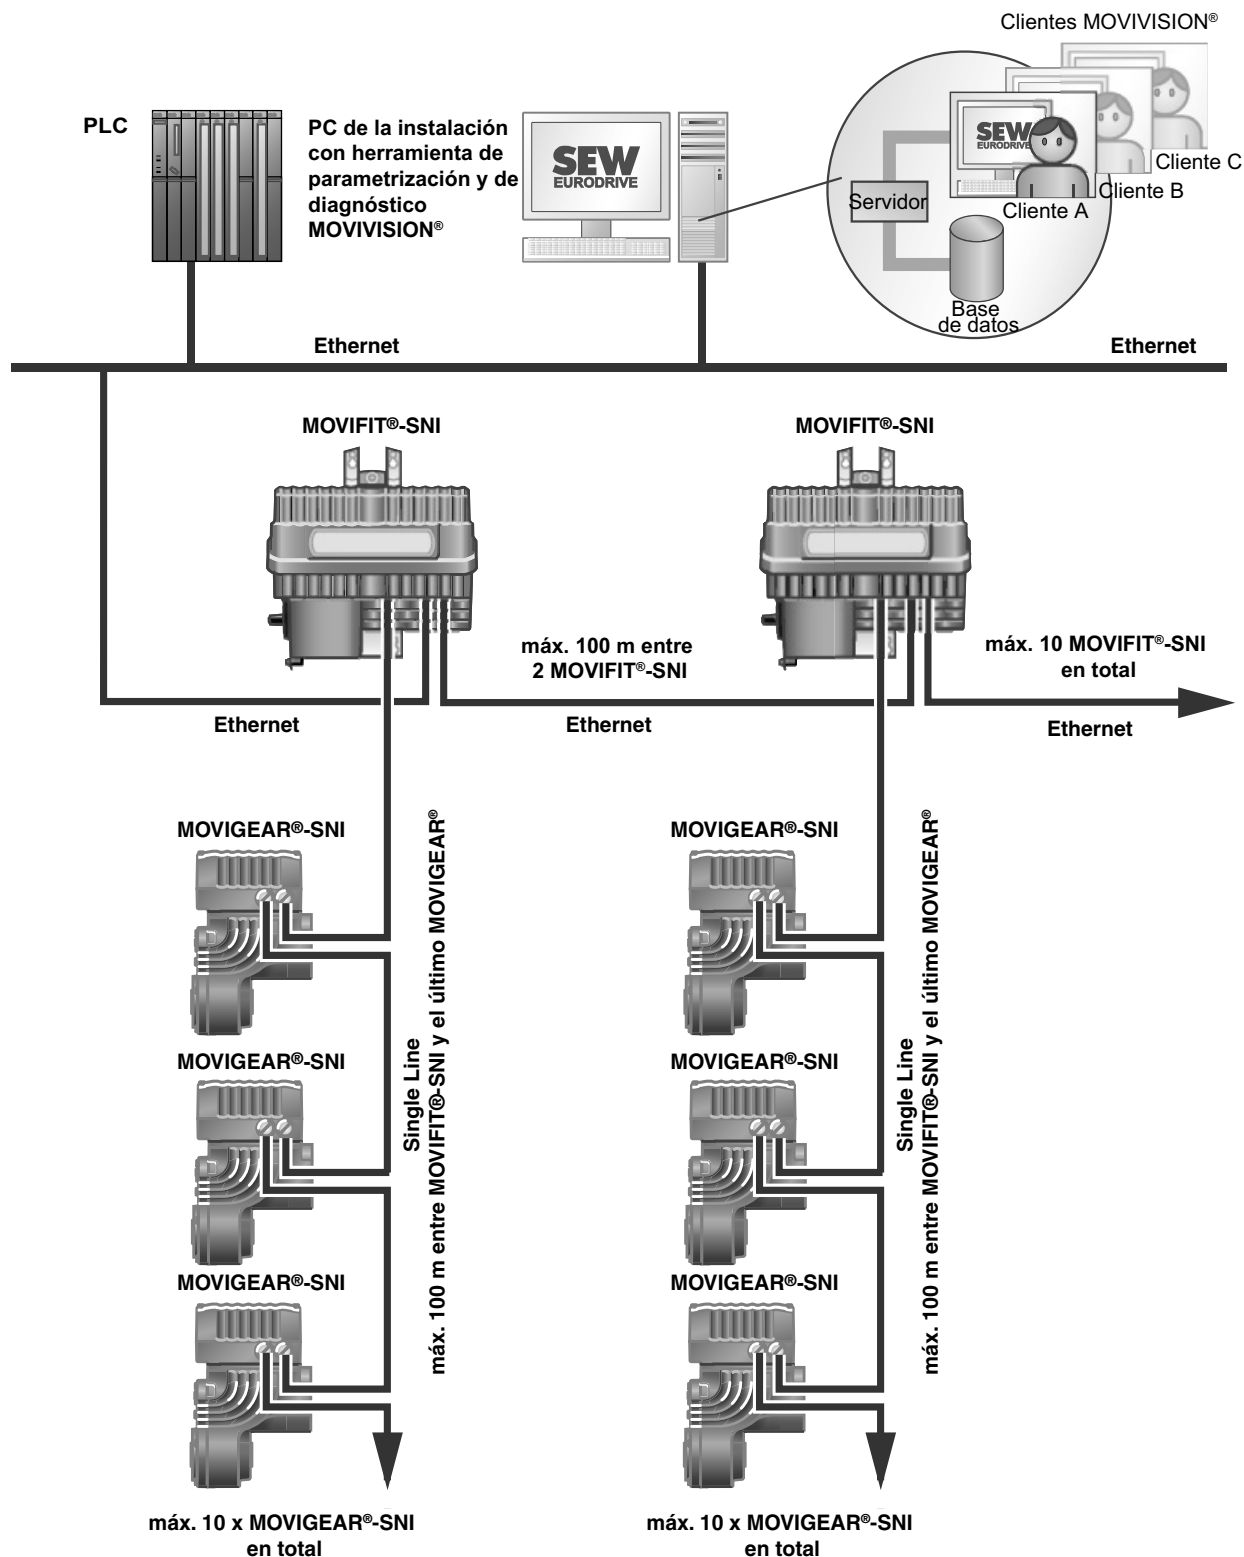 Clientes MOVIVISION®
PLC
PC de la instalación
con herramienta de
parametrización y de
diagnóstico
MOVIVISION®
SEW
EURODRIVE
SEW
EURODRIVE
Servidor
Cliente A
Cliente B
Cliente C
Base
de datos
Ethernet
Ethernet
MOVIFIT®-SNI
MOVIFIT®-SNI
máx. 100 m entre
2 MOVIFIT®-SNI
máx. 10 MOVIFIT®-SNI
en total
Ethernet
Ethernet
Ethernet
MOVIGEAR®-SNI
MOVIGEAR®-SNI
MOVIGEAR®-SNI
Single Line
máx. 100 m entre MOVIFIT®-SNI y el último MOVIGEAR®
máx. 10 x MOVIGEAR®-SNI
en total
MOVIGEAR®-SNI
MOVIGEAR®-SNI
MOVIGEAR®-SNI
Single Line
máx. 100 m entre MOVIFIT®-SNI y el último MOVIGEAR®
máx. 10 x MOVIGEAR®-SNI
en total